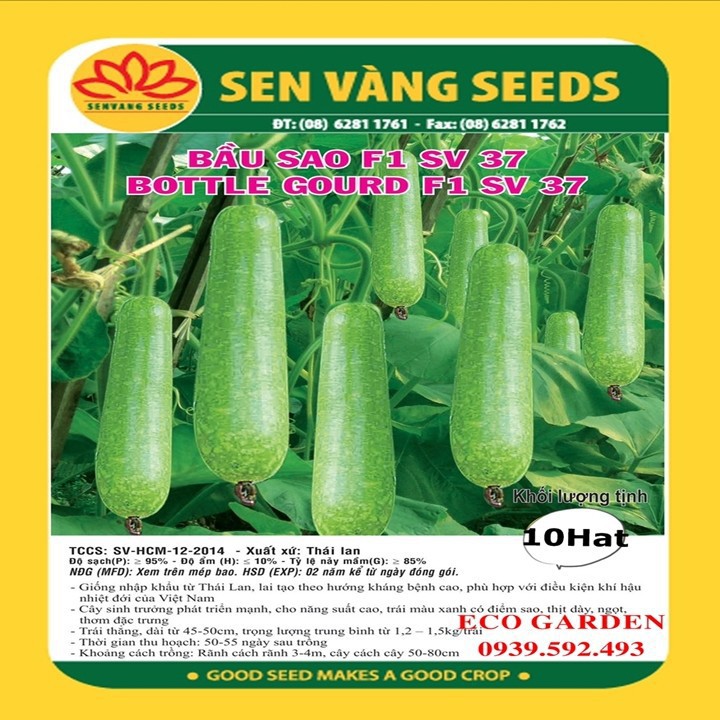 SENVANG SEEDS
SEN VÀNG SEEDS
ĐT: (08) 6281 1761 - Fax: (08) 6281 1762
BẦU SAO F1 SV 37
BOTTLE GOURD F1 SV 37
Khối lượng tịnh
10Hat
TCCS: SV-HCM-12-2014 - Xuất xứ: Thái lan
Độ sạch(P): ≥ 95% - Độ ẩm (H): ≤ 10% - Tỷ lệ nảy mầm(G): ≥ 85%
NĐG (MFD): Xem trên mép bao. HSD (EXP): 02 năm kể từ ngày đóng gói.
- Giống nhập khẩu từ Thái Lan, lai tạo theo hướng kháng bệnh cao, phù hợp với điều kiện khí hậu
nhiệt đới của Việt Nam
- Cây sinh trưởng phát triển mạnh, cho năng suất cao, trái màu xanh có điểm sao, thịt dày, ngọt,
thơm đặc trưng
- Trái thẳng, dài từ 45-50cm, trọng lượng trung bình từ 1,2 – 1,5kg/trái
- Thời gian thu hoạch: 50-55 ngày sau trồng
- Khoảng cách trồng: Rãnh cách rãnh 3-4m, cây cách cây 50-80cm
ECO GARDEN
0939.592.493
• GOOD SEED MAKES A GOOD CROP •